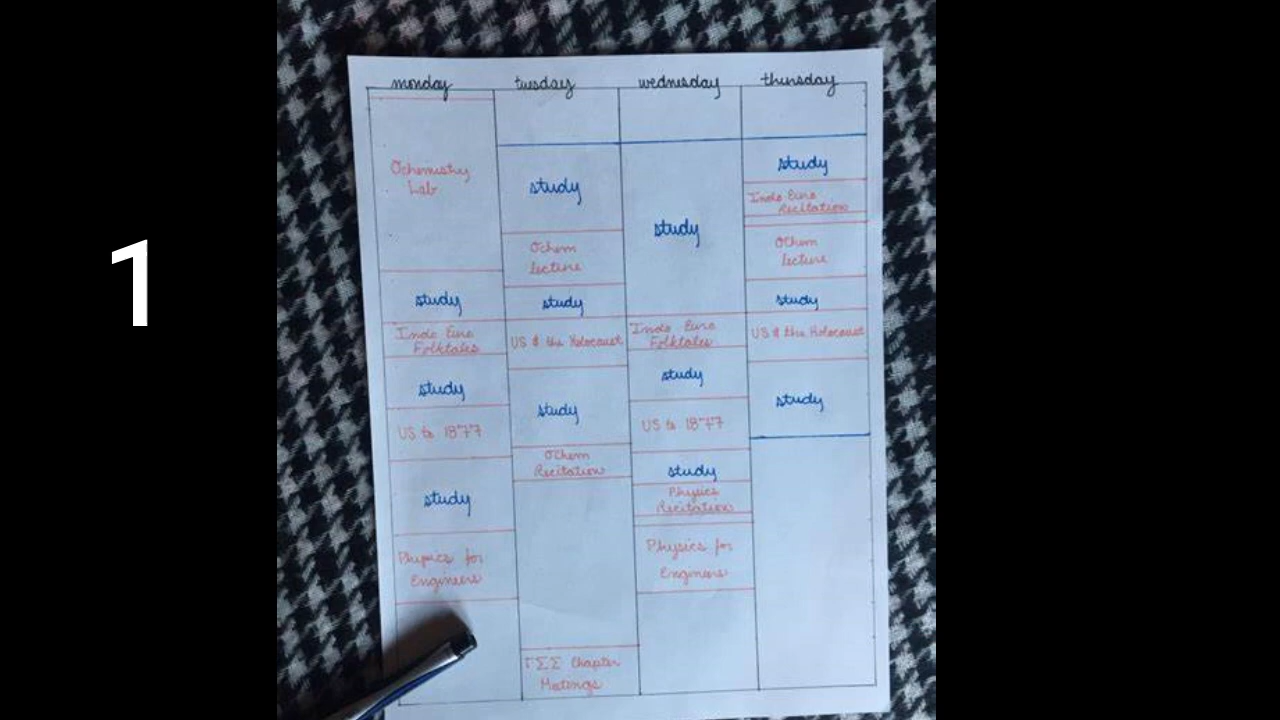 1
monday
tuesday
wednesday
thursday
Ochemistry
Lab
study
Indo Euro
Folktales
study
US to 1877
study
Physics for
Engineers
study
Ochem
lecture
study
US & the Holocaust
study
Ochem
Recitation
ΓΣΣ Chapter
Meetings
study
Indo Euro
Folktales
study
US to 1877
study
Physics
Recitation
Physics for
Engineers
study
Indo Euro
Recitation
Ochem
lecture
study
US & the Holocaust
study